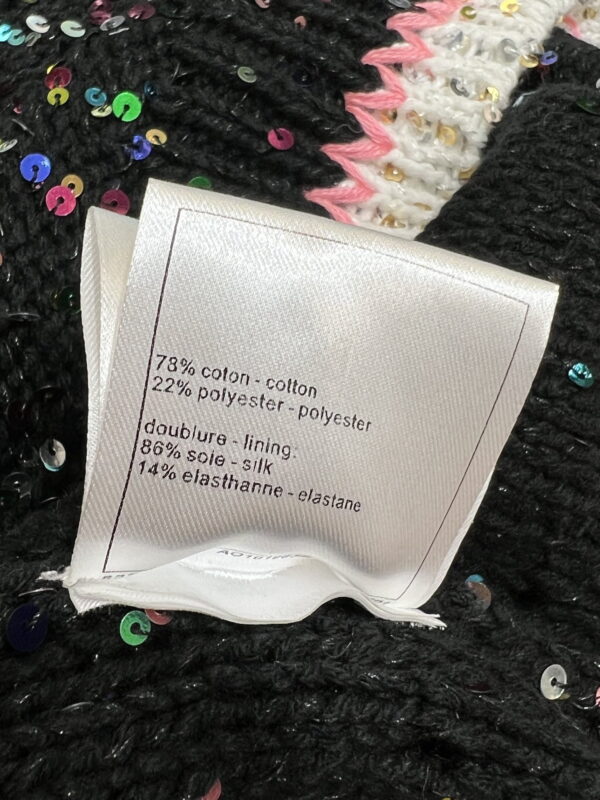 78% coton - cotton
22% polyester - polyester
doublure - lining:
86% soie - silk
14% elasthanne - elastane